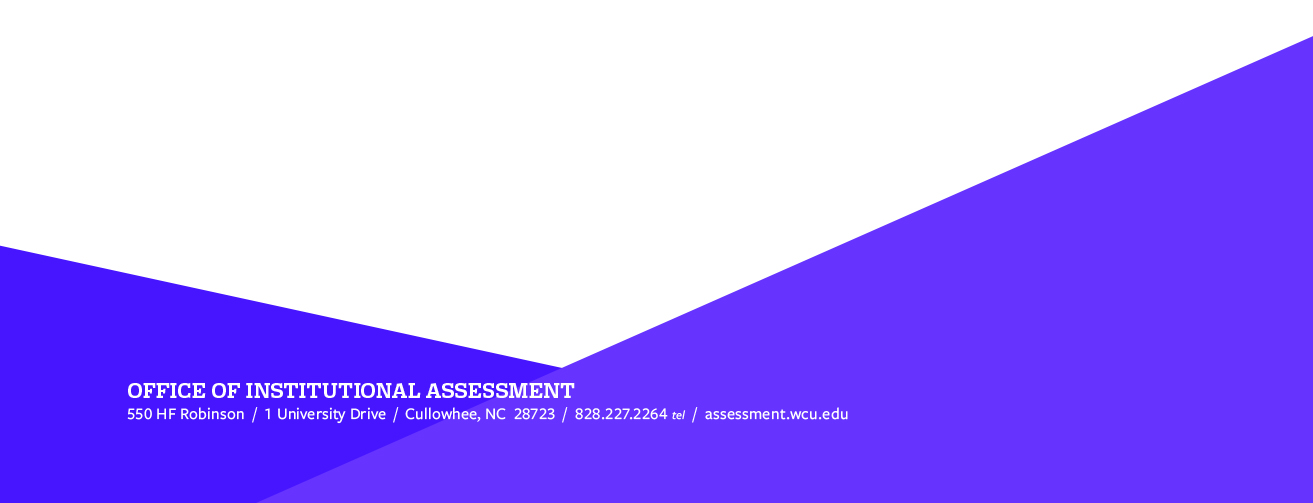 OFFICE OF INSTITUTIONAL ASSESSMENT
550 HF Robinson / 1 University Drive / Cullowhee, NC 28723 / 828.227.2264 tel / assessment.wcu.edu